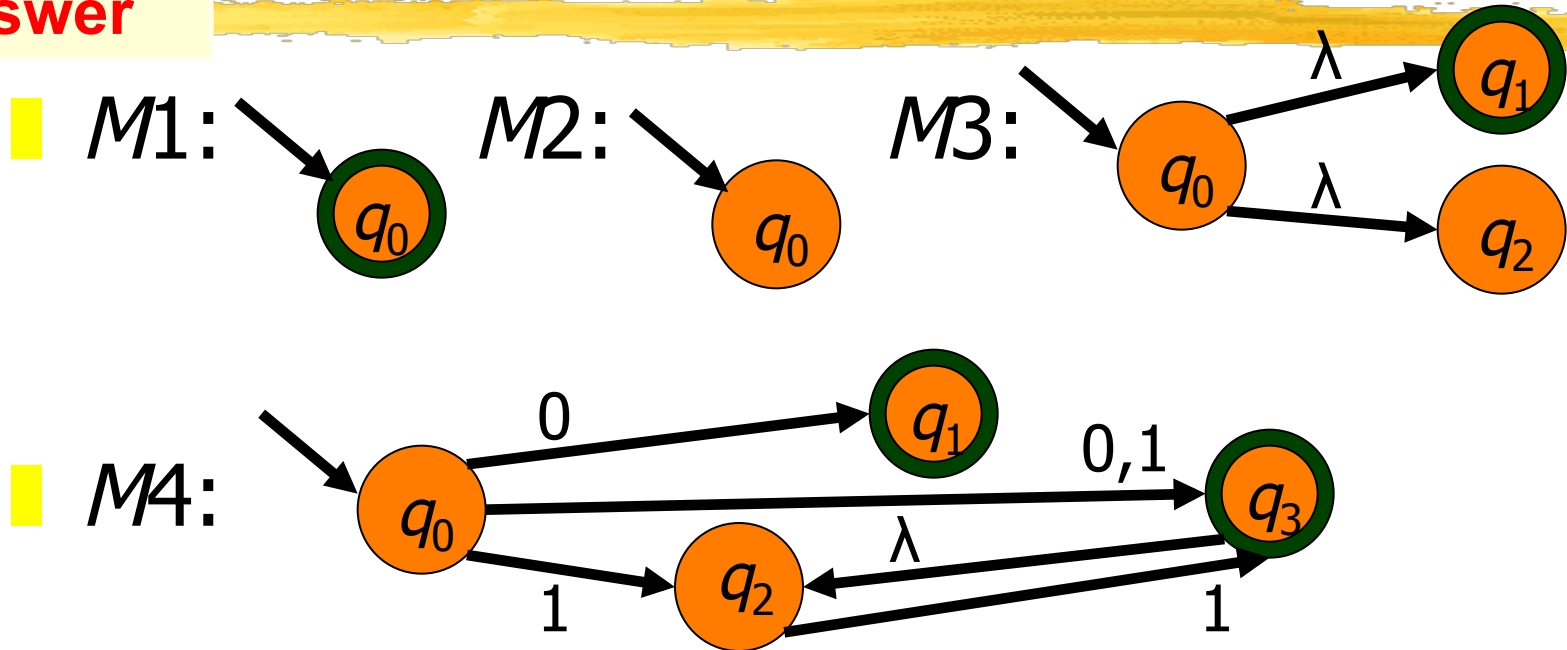 swer
M1: q0 M2: q0 M3: q0 λ q1
λ q2
M4: q0 0 q1
0,1 q3
λ
1 q2 1